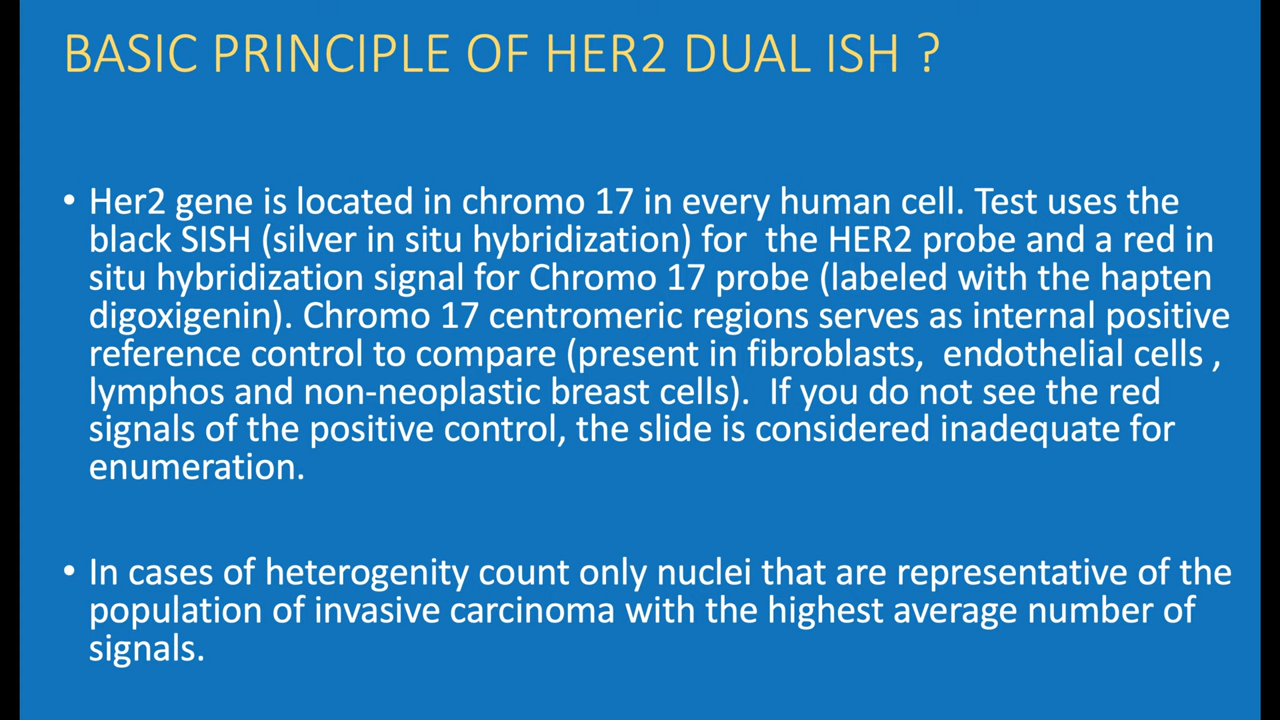 BASIC PRINCIPLE OF HER2 DUAL ISH ?
• Her2 gene is located in chromo 17 in every human cell. Test uses the
black SISH (silver in situ hybridization) for  the HER2 probe and a red in
situ hybridization signal for Chromo 17 probe (labeled with the hapten
digoxigenin). Chromo 17 centromeric regions serves as internal positive
reference control to compare (present in fibroblasts,  endothelial cells ,
lymphos and non-neoplastic breast cells).  If you do not see the red
signals of the positive control, the slide is considered inadequate for
enumeration.
• In cases of heterogenity count only nuclei that are representative of the
population of invasive carcinoma with the highest average number of
signals.